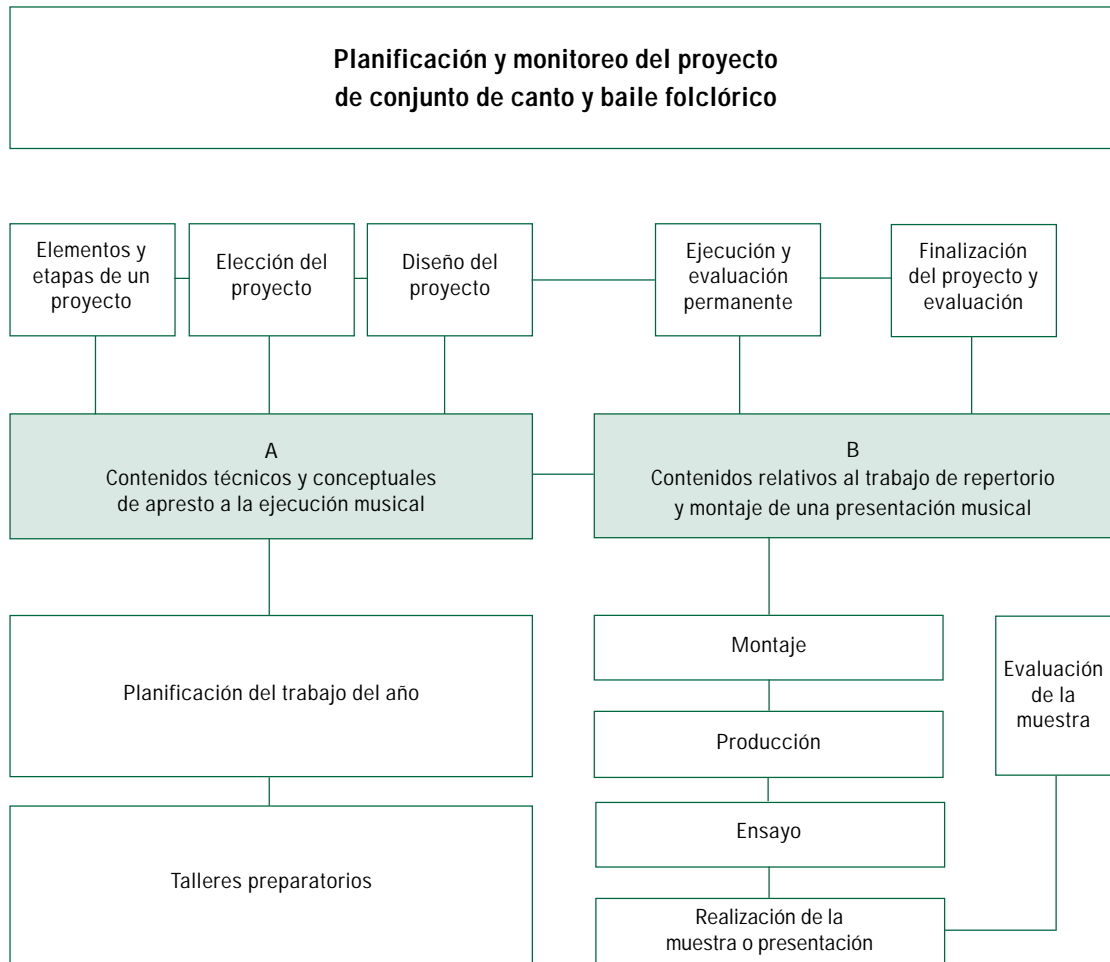 Planificación y monitoreo del proyecto
de conjunto de canto y baile folclórico
Elementos y
etapas de un
proyecto
Elección del
proyecto
Diseño del
proyecto
Ejecución y
evaluación
permanente
Finalización
del proyecto y
evaluación
A
Contenidos técnicos y conceptuales
de apresto a la ejecución musical
B
Contenidos relativos al trabajo de repertorio
y montaje de una presentación musical
Planificación del trabajo del año
Talleres preparatorios
Montaje
Producción
Ensayo
Realización de la
muestra o presentación
Evaluación
de la
muestra